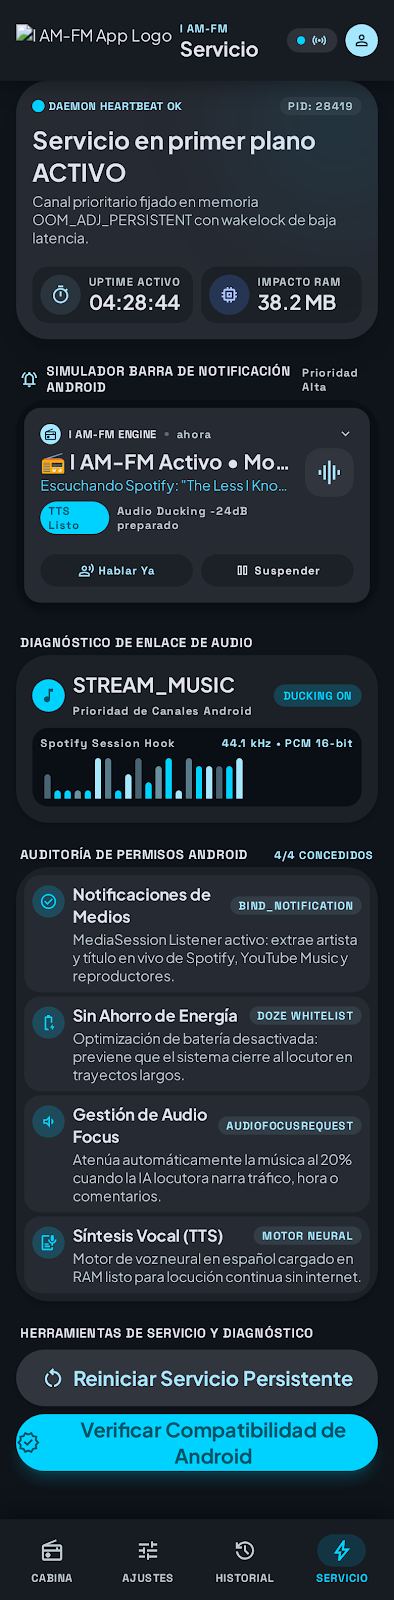 I AM-FM App Logo
I AM-FM
Servicio
DAEMON HEARTBEAT OK
PID: 28419
Servicio en primer plano
ACTIVO
Canal prioritario fijado en memoria
OOM_ADJ_PERSISTENT con wakelock de baja
latencia.
UPTIME ACTIVO
04:28:44
IMPACTO RAM
38.2 MB
SIMULADOR BARRA DE NOTIFICACIÓN
ANDROID
Prioridad
Alta
I AM-FM ENGINE • ahora
📻 I AM-FM Activo • Mo...
Escuchando Spotify: "The Less I Kno...
TTS
Listo
Audio Ducking -24dB
preparado
Hablar Ya
Suspender
DIAGNÓSTICO DE ENLACE DE AUDIO
STREAM_MUSIC
Prioridad de Canales Android
DUCKING ON
Spotify Session Hook
44.1 kHz • PCM 16-bit
AUDITORÍA DE PERMISOS ANDROID
4/4 CONCEDIDOS
Notificaciones de
Medios
BIND_NOTIFICATION
MediaSession Listener activo: extrae artista
y título en vivo de Spotify, YouTube Music y
reproductores.
Sin Ahorro de Energía
DOZE WHITELIST
Optimización de batería desactivada:
previene que el sistema cierre al locutor en
trayectos largos.
Gestión de Audio
Focus
AUDIOFOCUSREQUEST
Atenúa automáticamente la música al 20%
cuando la IA locutora narra tráfico, hora o
comentarios.
Síntesis Vocal (TTS)
MOTOR NEURAL
Motor de voz neural en español cargado en
RAM listo para locución continua sin internet.
HERRAMIENTAS DE SERVICIO Y DIAGNÓSTICO
Reiniciar Servicio Persistente
Verificar Compatibilidad de
Android
CABINA
AJUSTES
HISTORIAL
SERVICIO